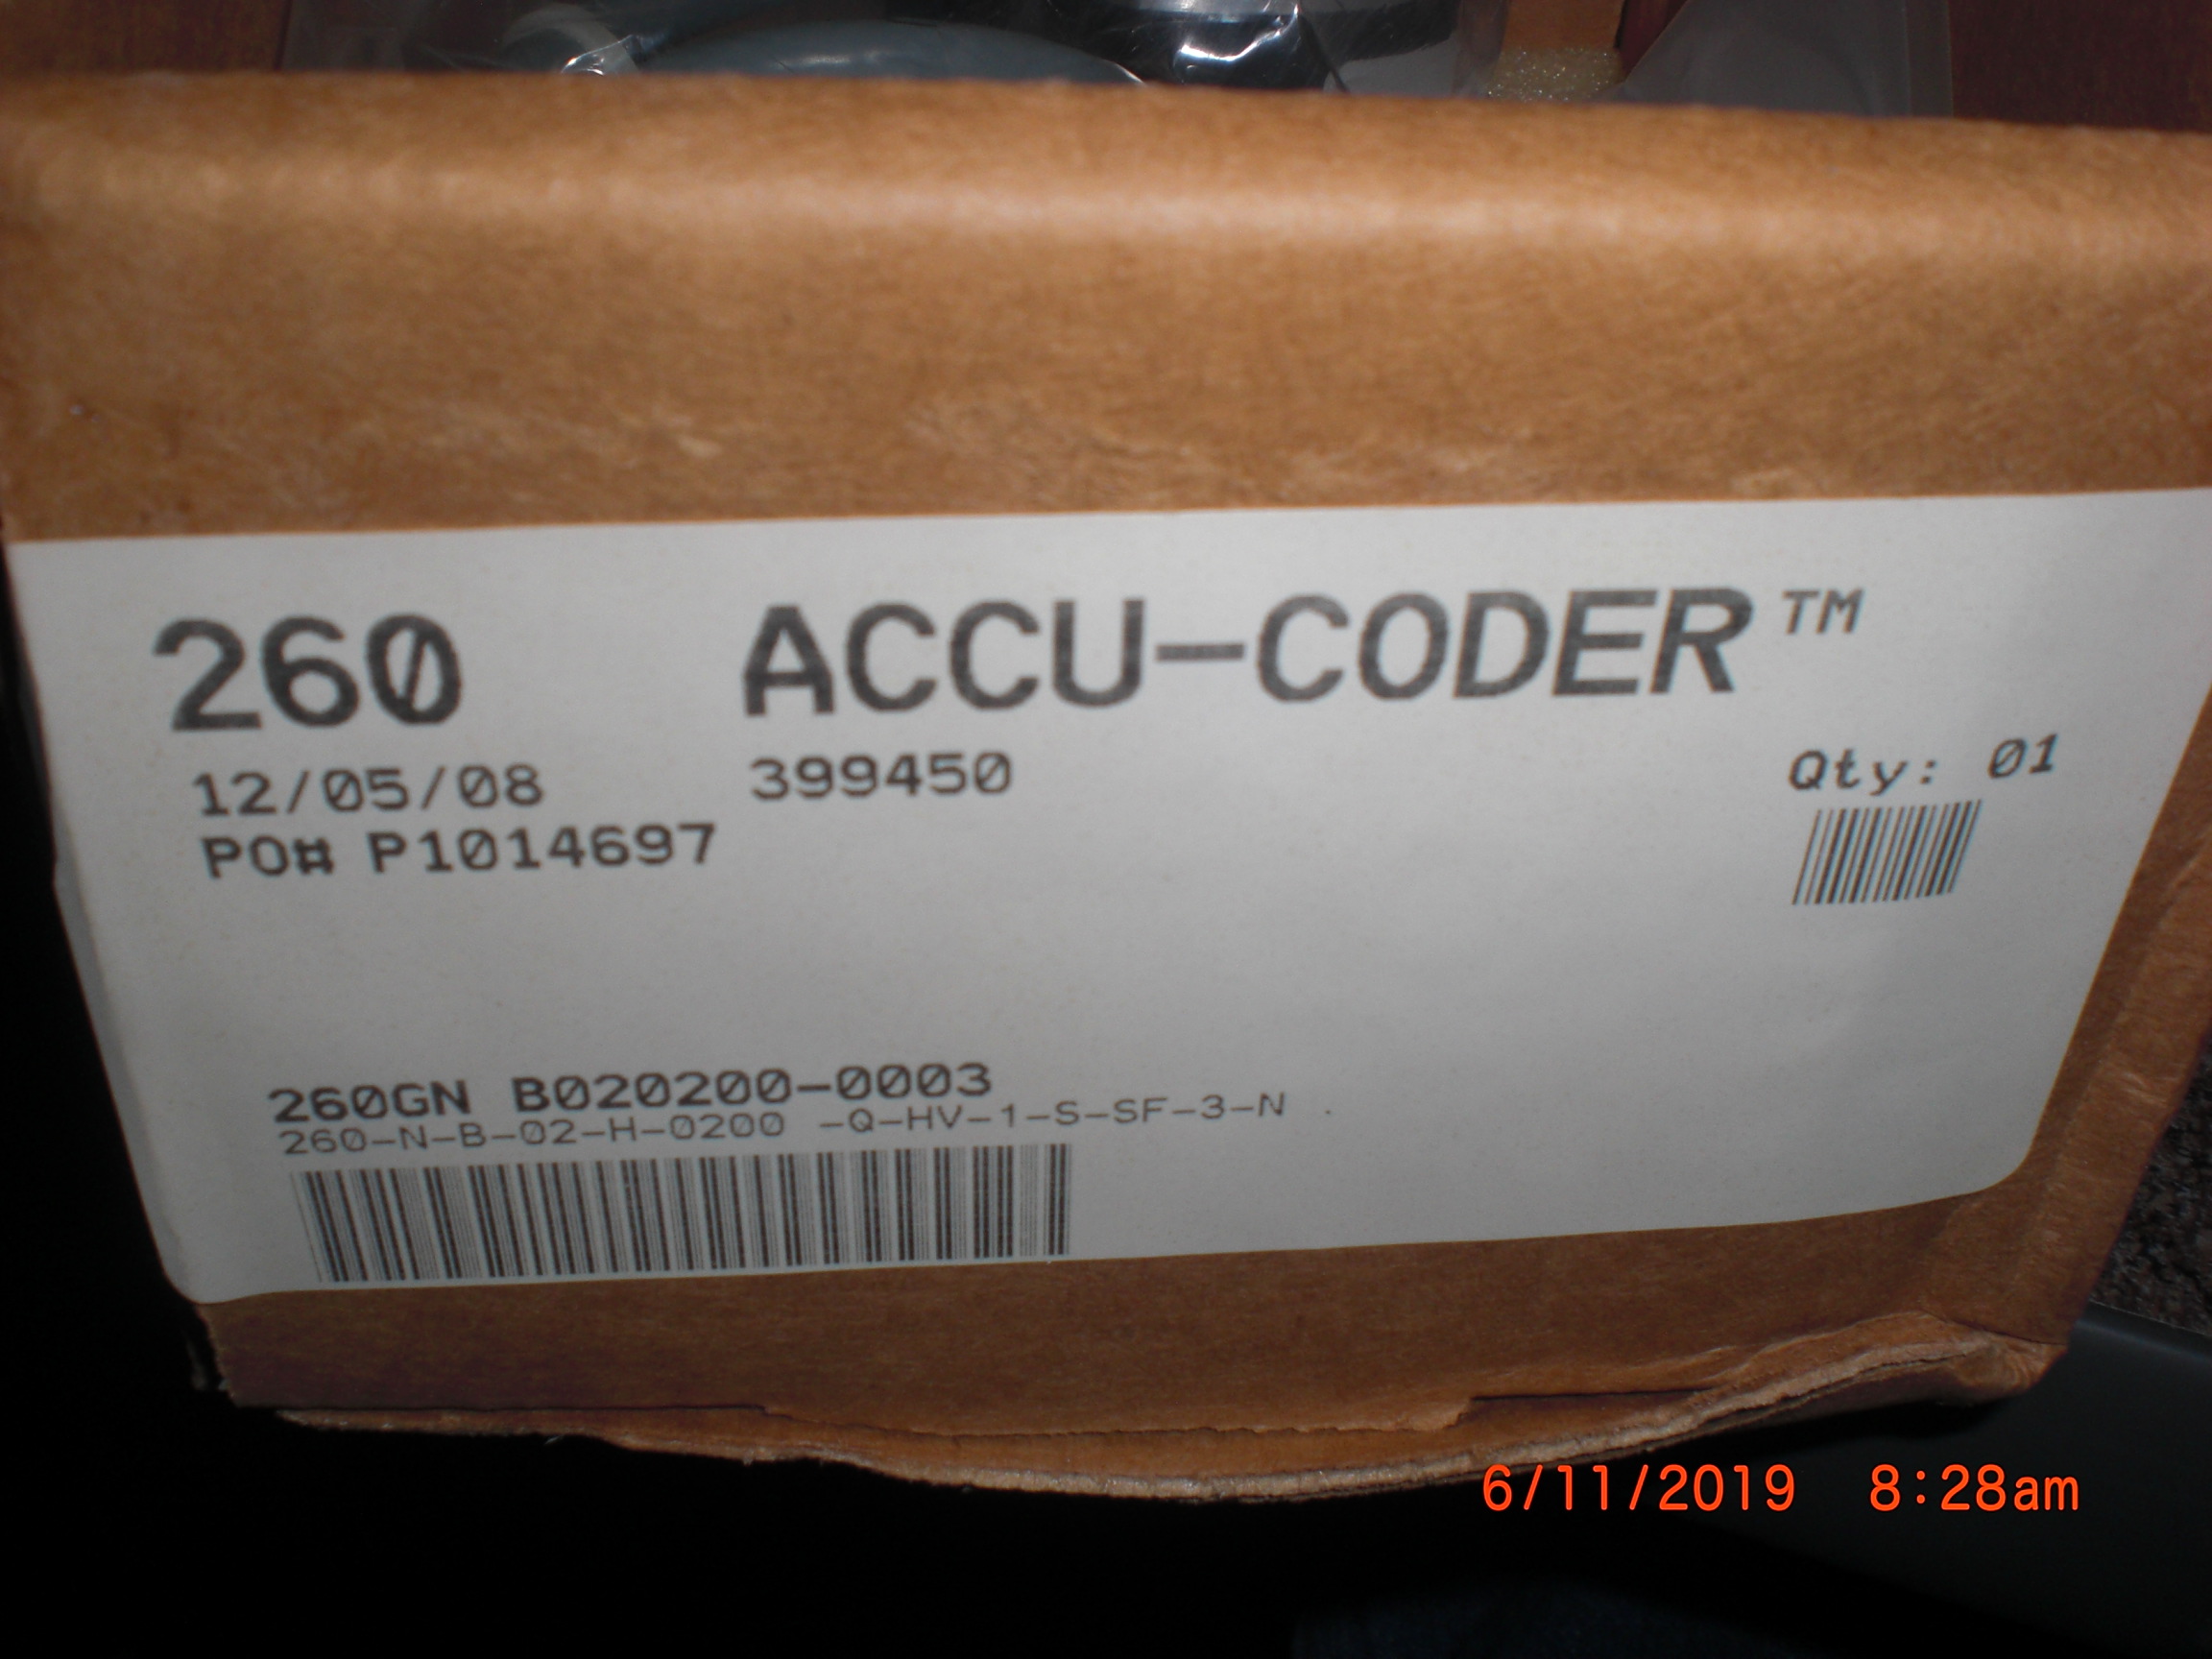 260 ACCU-CODER™
12/05/08 399450 Qty: 01
PO# P1014697
260GN B020200-0003
260-N-B-02-H-0200 -Q-HV-1-S-SF-3-N
6/11/2019 8:28am